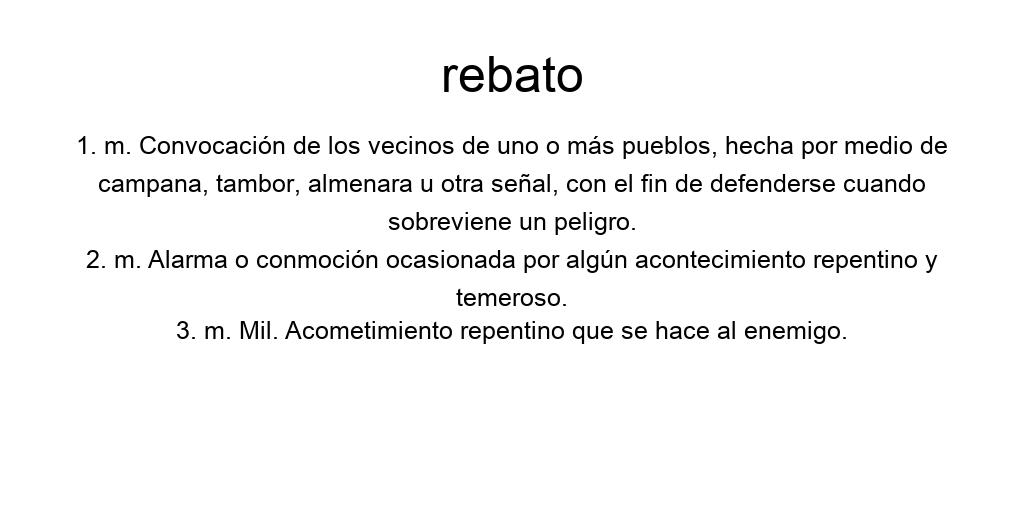 rebato
1. m. Convocación de los vecinos de uno o más pueblos, hecha por medio de
campana, tambor, almenara u otra señal, con el fin de defenderse cuando
sobreviene un peligro.
2. m. Alarma o conmoción ocasionada por algún acontecimiento repentino y
temeroso.
3. m. Mil. Acometimiento repentino que se hace al enemigo.